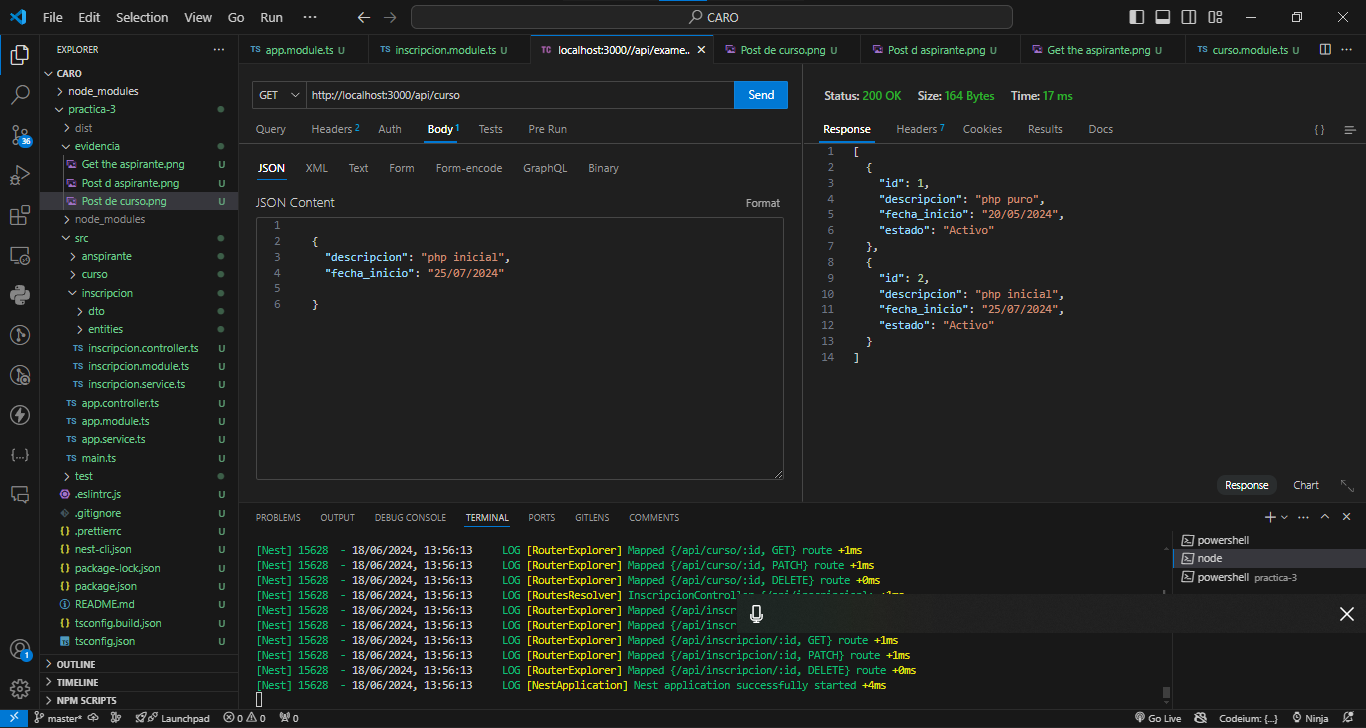 File Edit Selection View Go Run ··· CARO
EXPLORER ···
CARO
node_modules
practica-3
dist
evidencia
Get the aspirante.png U
Post d aspirante.png U
Post de curso.png U
node_modules
src
anspirante
curso
inscripcion
dto
entities
TS inscripcion.controller.ts U
TS inscripcion.module.ts U
TS inscripcion.service.ts U
TS app.controller.ts U
TS app.module.ts U
TS app.service.ts U
TS main.ts U
test
.eslintrc.js U
.gitignore U
{} .prettierrc U
{} nest-cli.json U
{} package-lock.json U
{} package.json U
README.md U
{} tsconfig.build.json U
tsconfig.json U
OUTLINE
TIMELINE
NPM SCRIPTS
36
1
TS app.module.ts U TS inscripcion.module.ts U TC localhost:3000//api/exame.. Post de curso.png U Post d aspirante.png U Get the aspirante.png U TS curso.module.ts U ···
GET http://localhost:3000/api/curso Send
Query Headers 2 Auth Body 1 Tests Pre Run
JSON XML Text Form Form-encode GraphQL Binary
JSON Content Format
1
2 {
3 "descripcion": "php inicial",
4 "fecha_inicio": "25/07/2024"
5
6 }
Status: 200 OK Size: 164 Bytes Time: 17 ms
Response Headers 7 Cookies Results Docs { }
1 [
2 {
3 "id": 1,
4 "descripcion": "php puro",
5 "fecha_inicio": "20/05/2024",
6 "estado": "Activo"
7 },
8 {
9 "id": 2,
10 "descripcion": "php inicial",
11 "fecha_inicio": "25/07/2024",
12 "estado": "Activo"
13 }
14 ]
Response Chart
PROBLEMS OUTPUT DEBUG CONSOLE TERMINAL PORTS GITLENS COMMENTS
[Nest] 15628 - 18/06/2024, 13:56:13 LOG [RouterExplorer] Mapped {/api/curso/:id, GET} route +1ms
[Nest] 15628 - 18/06/2024, 13:56:13 LOG [RouterExplorer] Mapped {/api/curso/:id, PATCH} route +1ms
[Nest] 15628 - 18/06/2024, 13:56:13 LOG [RouterExplorer] Mapped {/api/curso/:id, DELETE} route +0ms
[Nest] 15628 - 18/06/2024, 13:56:13 LOG [RoutesResolver]
[Nest] 15628 - 18/06/2024, 13:56:13 LOG [RouterExplorer] Mapped {/api/inscr
[Nest] 15628 - 18/06/2024, 13:56:13 LOG [RouterExplorer] Mapped {/api/inscr
[Nest] 15628 - 18/06/2024, 13:56:13 LOG [RouterExplorer] Mapped {/api/inscripcion/:id, GET} route +1ms
[Nest] 15628 - 18/06/2024, 13:56:13 LOG [RouterExplorer] Mapped {/api/inscripcion/:id, PATCH} route +1ms
[Nest] 15628 - 18/06/2024, 13:56:13 LOG [RouterExplorer] Mapped {/api/inscripcion/:id, DELETE} route +0ms
[Nest] 15628 - 18/06/2024, 13:56:13 LOG [NestApplication] Nest application successfully started +4ms
powershell
node
powershell practica-3
master* Launchpad 0 0 0 Go Live Codeium: {...} Ninja